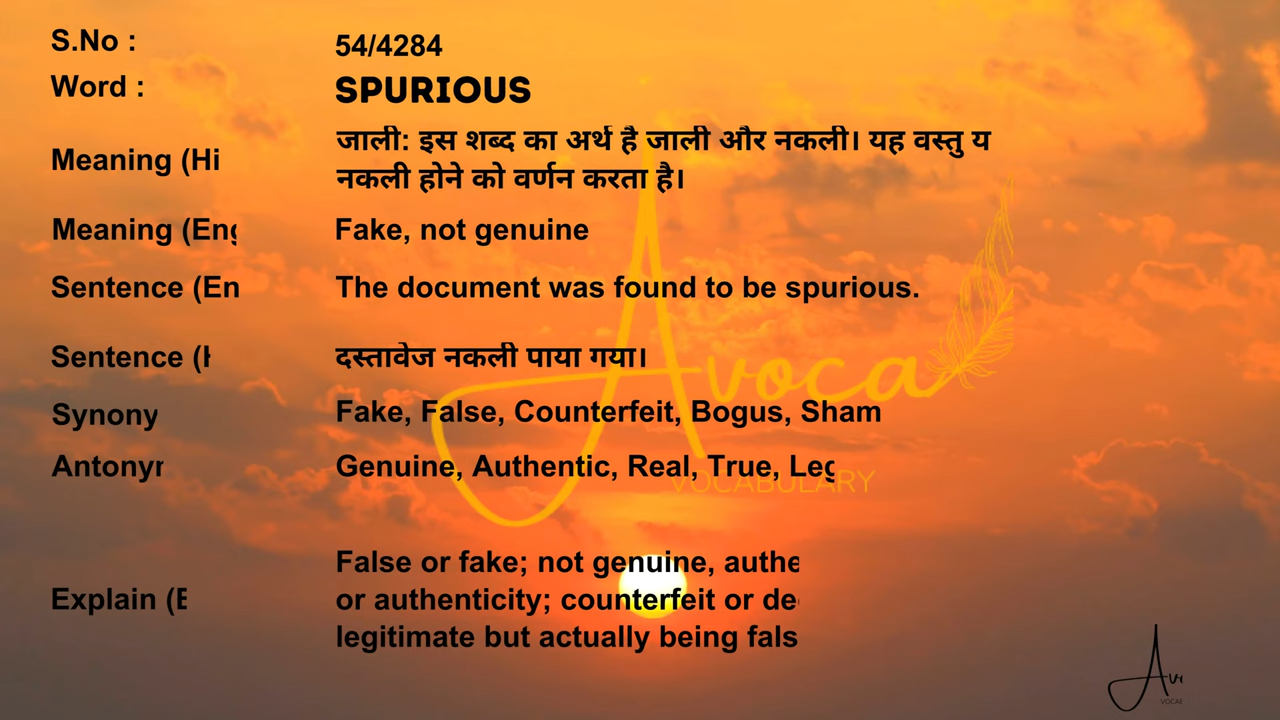 S.No : 54/4284
Word : SPURIOUS
Meaning (Hi जाली: इस शब्द का अर्थ है जाली और नकली। यह वस्तु य
नकली होने को वर्णन करता है।
Meaning (Eng Fake, not genuine
Sentence (En The document was found to be spurious.
Sentence ( दस्तावेज नकली पाया गया।
Synony Fake, False, Counterfeit, Bogus, Sham
Antony Genuine, Authentic, Real, True, Leg
Avoca
VOCABULARY
False or fake; not genuine, authe
Explain (E or authenticity; counterfeit or de
legitimate but actually being fals